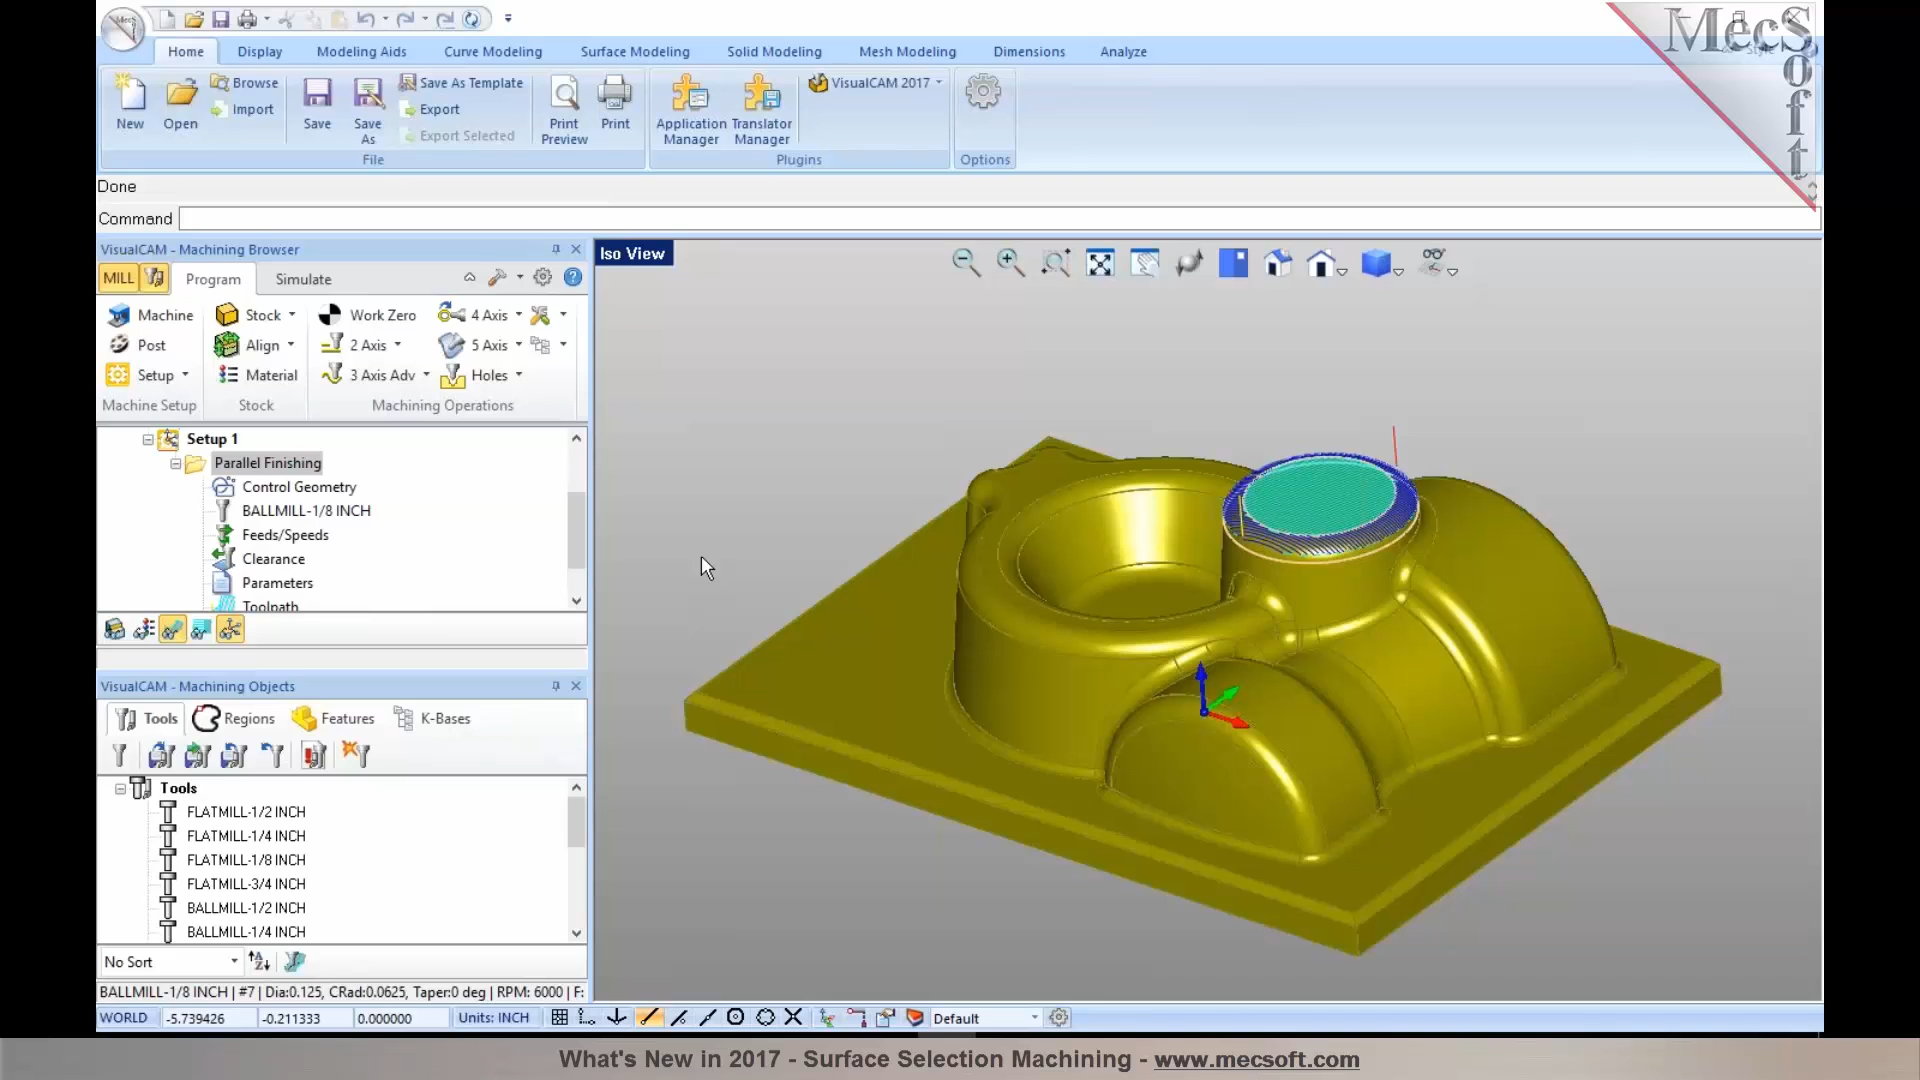 MecSoft
Home Display Modeling Aids Curve Modeling Surface Modeling Solid Modeling Mesh Modeling Dimensions Analyze
Browse Save As Template VisualCAM 2017
Import Export
New Open Save Save As Export Selected Print Preview Print Application Manager Translator Manager
File Plugins Options
Done
Command
VisualCAM - Machining Browser
Iso View
MILL Program Simulate
Machine Stock Work Zero 4 Axis
Post Align 2 Axis 5 Axis
Setup Material 3 Axis Adv Holes
Machine Setup Stock Machining Operations
Setup 1
Parallel Finishing
Control Geometry
BALLMILL-1/8 INCH
Feeds/Speeds
Clearance
Parameters
Toolpath
VisualCAM - Machining Objects
Tools Regions Features K-Bases
Tools
FLATMILL-1/2 INCH
FLATMILL-1/4 INCH
FLATMILL-1/8 INCH
FLATMILL-3/4 INCH
BALLMILL-1/2 INCH
BALLMILL-1/4 INCH
No Sort
BALLMILL-1/8 INCH | #7 | Dia:0.125, CRad:0.0625, Taper:0 deg | RPM: 6000 | F:
WORLD -5.739426 -0.211333 0.000000 Units: INCH Default
What's New in 2017 - Surface Selection Machining - www.mecsoft.com